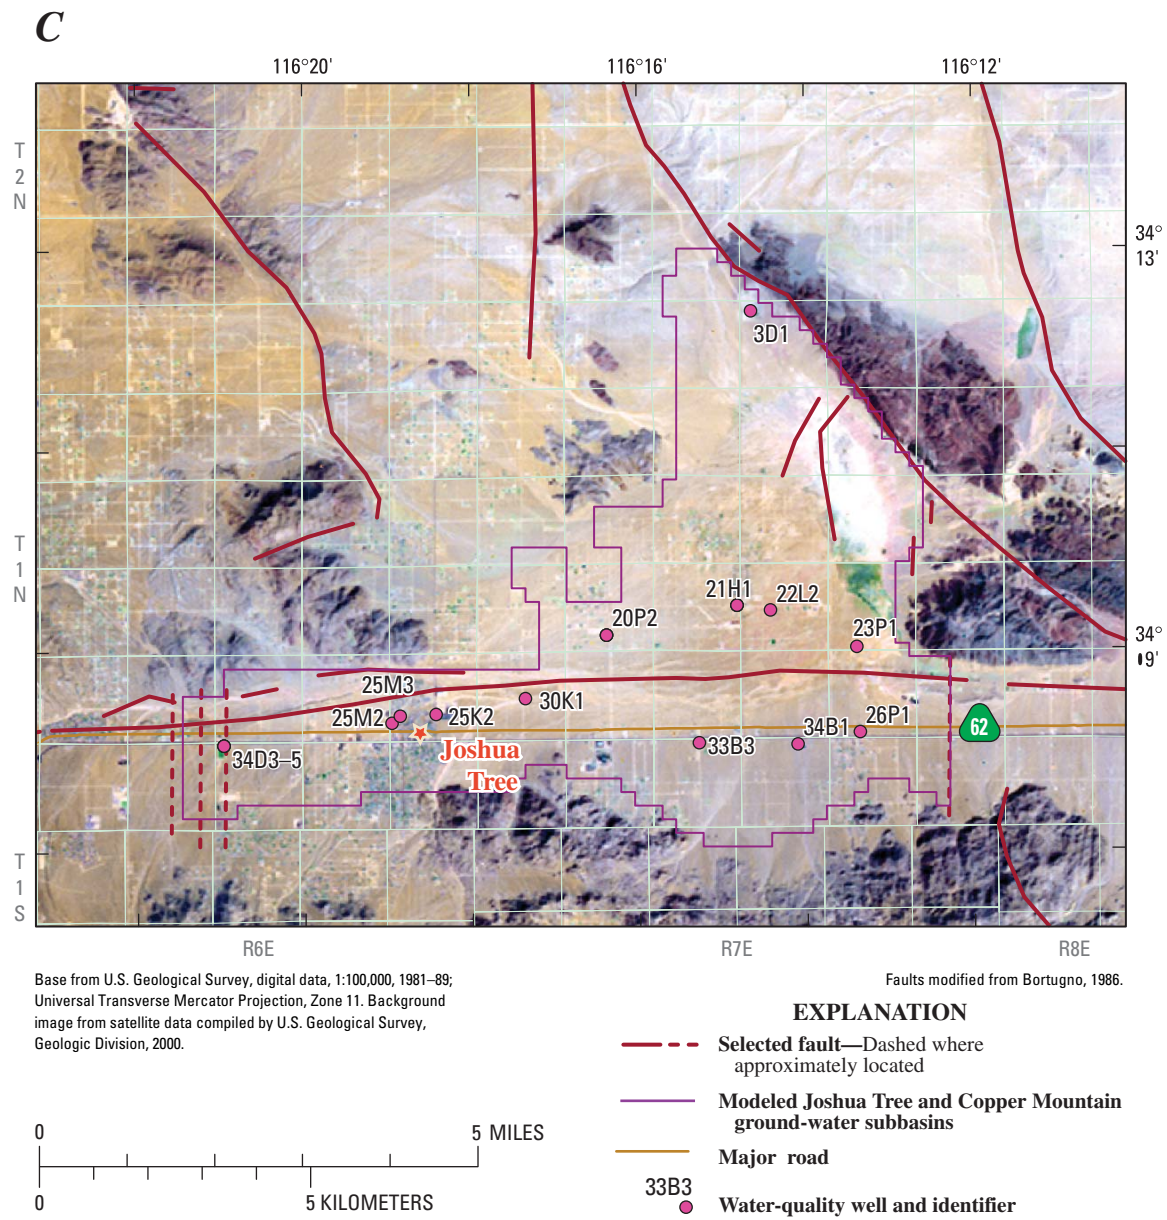 C
116°20'
116°16'
116°12'
T
2
N
34°
13'
3D1
T
1
N
21H1
22L2
20P2
23P1
34°
9'
25M3
30K1
25M2
25K2
26P1
34B1
62
33B3
34D3–5
Joshua
Tree
T
1
S
R6E
R7E
R8E
Base from U.S. Geological Survey, digital data, 1:100,000, 1981–89;
Universal Transverse Mercator Projection, Zone 11. Background
image from satellite data compiled by U.S. Geological Survey,
Geologic Division, 2000.
Faults modified from Bortugno, 1986.
EXPLANATION
Selected fault—Dashed where
approximately located
Modeled Joshua Tree and Copper Mountain
ground-water subbasins
Major road
33B3
Water-quality well and identifier
0
5 MILES
0
5 KILOMETERS